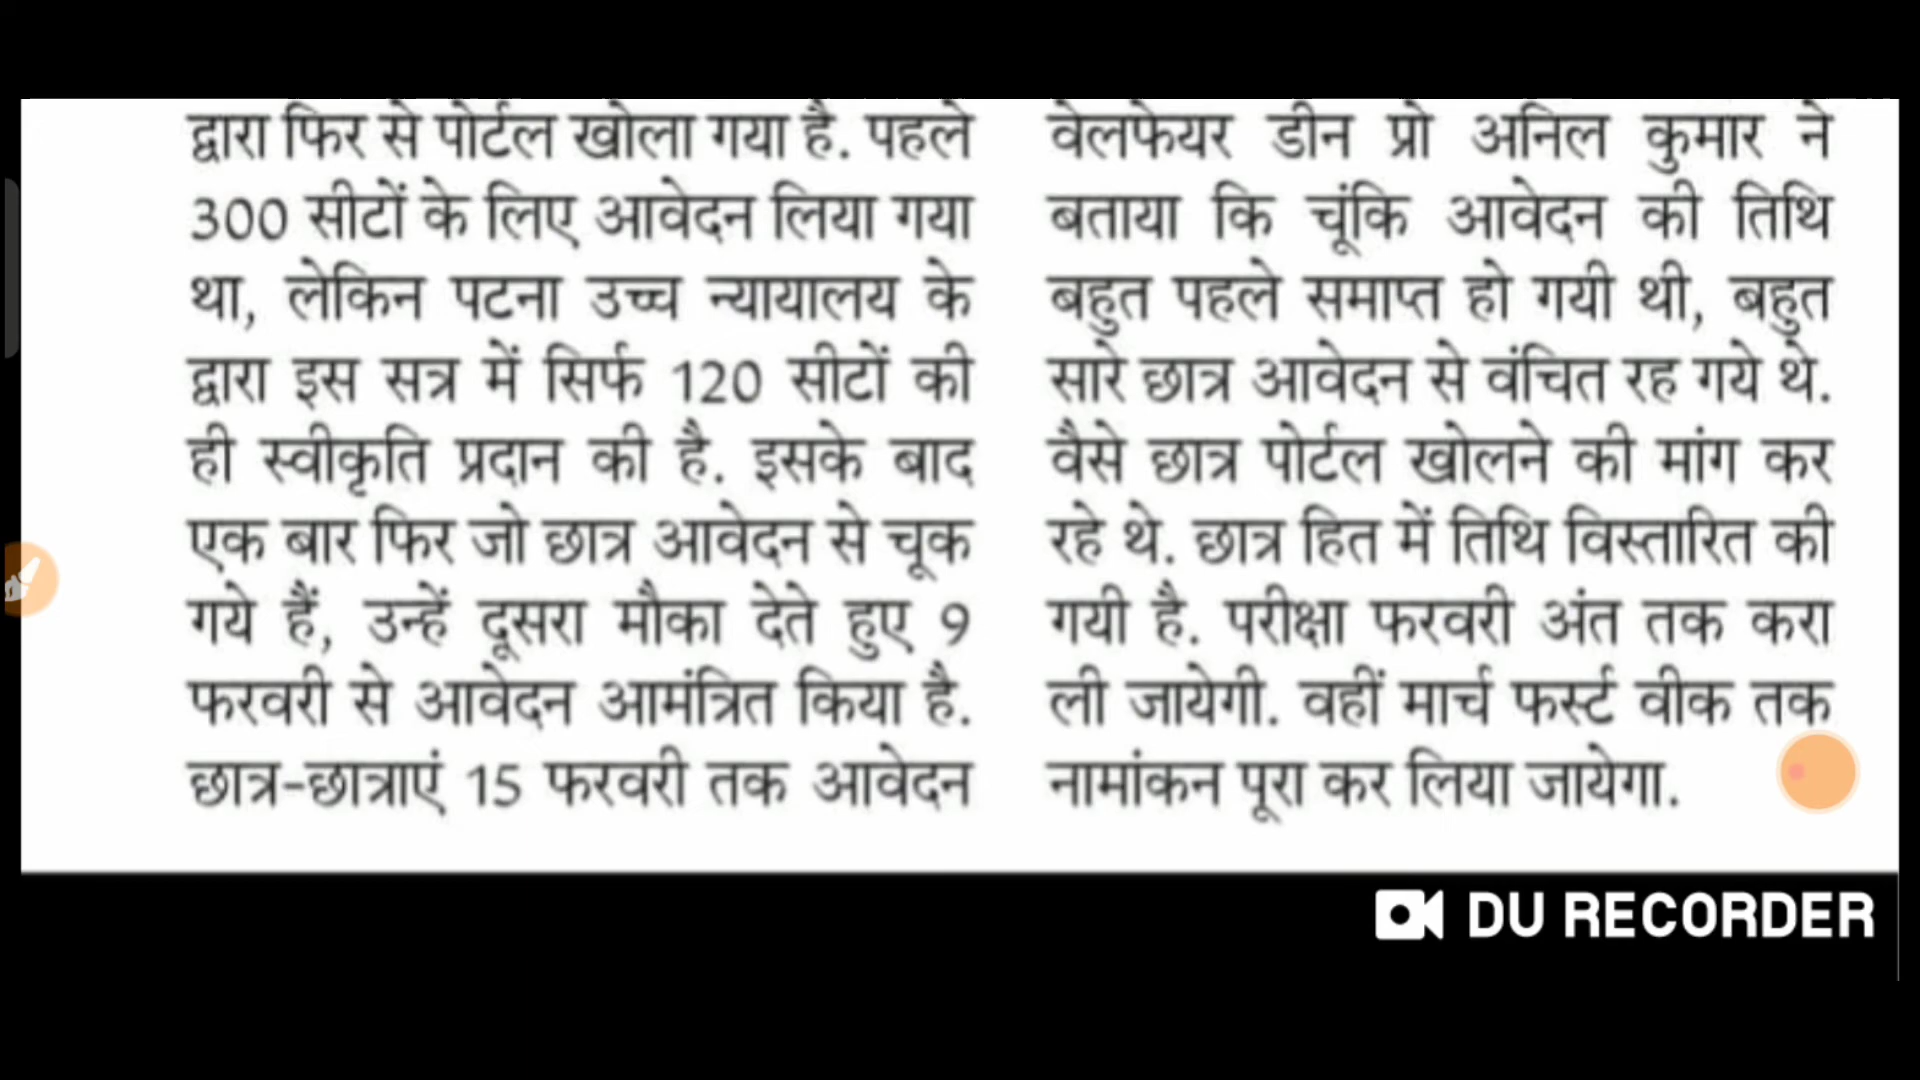 द्वारा फिर से पोर्टल खोला गया है. पहले
300 सीटों के लिए आवेदन लिया गया
था, लेकिन पटना उच्च न्यायालय के
द्वारा इस सत्र में सिर्फ 120 सीटों की
ही स्वीकृति प्रदान की है. इसके बाद
एक बार फिर जो छात्र आवेदन से चूक
गये हैं, उन्हें दूसरा मौका देते हुए 9
फरवरी से आवेदन आमंत्रित किया है.
छात्र-छात्राएं 15 फरवरी तक आवेदन
वेलफेयर डीन प्रो अनिल कुमार ने
बताया कि चूंकि आवेदन की तिथि
बहुत पहले समाप्त हो गयी थी, बहुत
सारे छात्र आवेदन से वंचित रह गये थे.
वैसे छात्र पोर्टल खोलने की मांग कर
रहे थे. छात्र हित में तिथि विस्तारित की
गयी है. परीक्षा फरवरी अंत तक करा
ली जायेगी. वहीं मार्च फर्स्ट वीक तक
नामांकन पूरा कर लिया जायेगा.
DU RECORDER